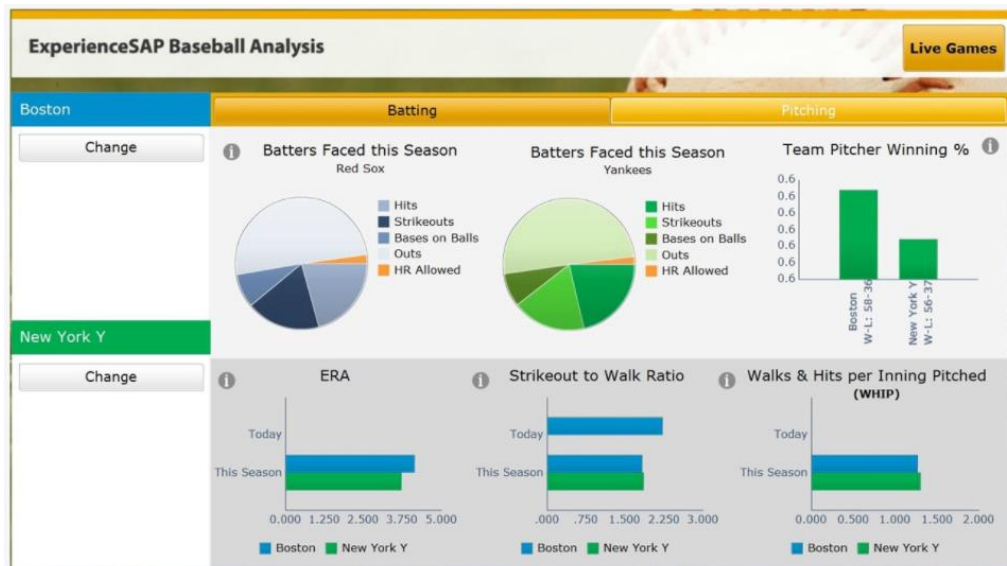 ExperienceSAP Baseball Analysis
Live Games
Boston
Change
New York Y
Change
Batting
Pitching
Batters Faced this Season
Red Sox
Hits
Strikeouts
Bases on Balls
Outs
HR Allowed
Batters Faced this Season
Yankees
Hits
Strikeouts
Bases on Balls
Outs
HR Allowed
Team Pitcher Winning %
0.6
0.6
0.6
0.6
0.6
0.6
0.6
Boston
W-L: 58-36
New York Y
W-L: 56-37
ERA
Today
This Season
0.000 1.250 2.500 3.750 5.000
Boston New York Y
Strikeout to Walk Ratio
Today
This Season
.000 .750 1.500 2.250 3.000
Boston New York Y
Walks & Hits per Inning Pitched
(WHIP)
Today
This Season
0.000 0.500 1.000 1.500 2.000
Boston New York Y